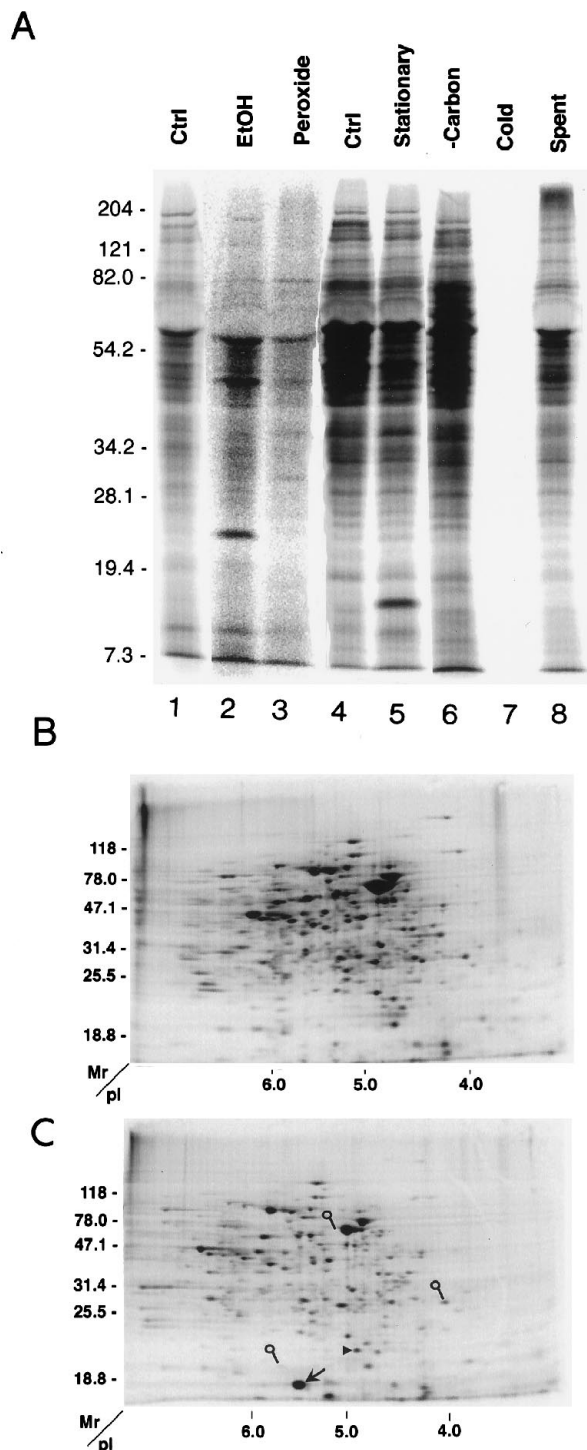 A
Ctrl EtOH Peroxide Ctrl Stationary -Carbon Cold Spent
204 -
121 -
82.0 -
54.2 -
34.2 -
28.1 -
19.4 -
7.3 -
1 2 3 4 5 6 7 8
B
118 -
78.0 -
47.1 -
31.4 -
25.5 -
18.8 -
Mr / pI
6.0 5.0 4.0
C
118 -
78.0 -
47.1 -
31.4 -
25.5 -
18.8 -
Mr / pI
6.0 5.0 4.0